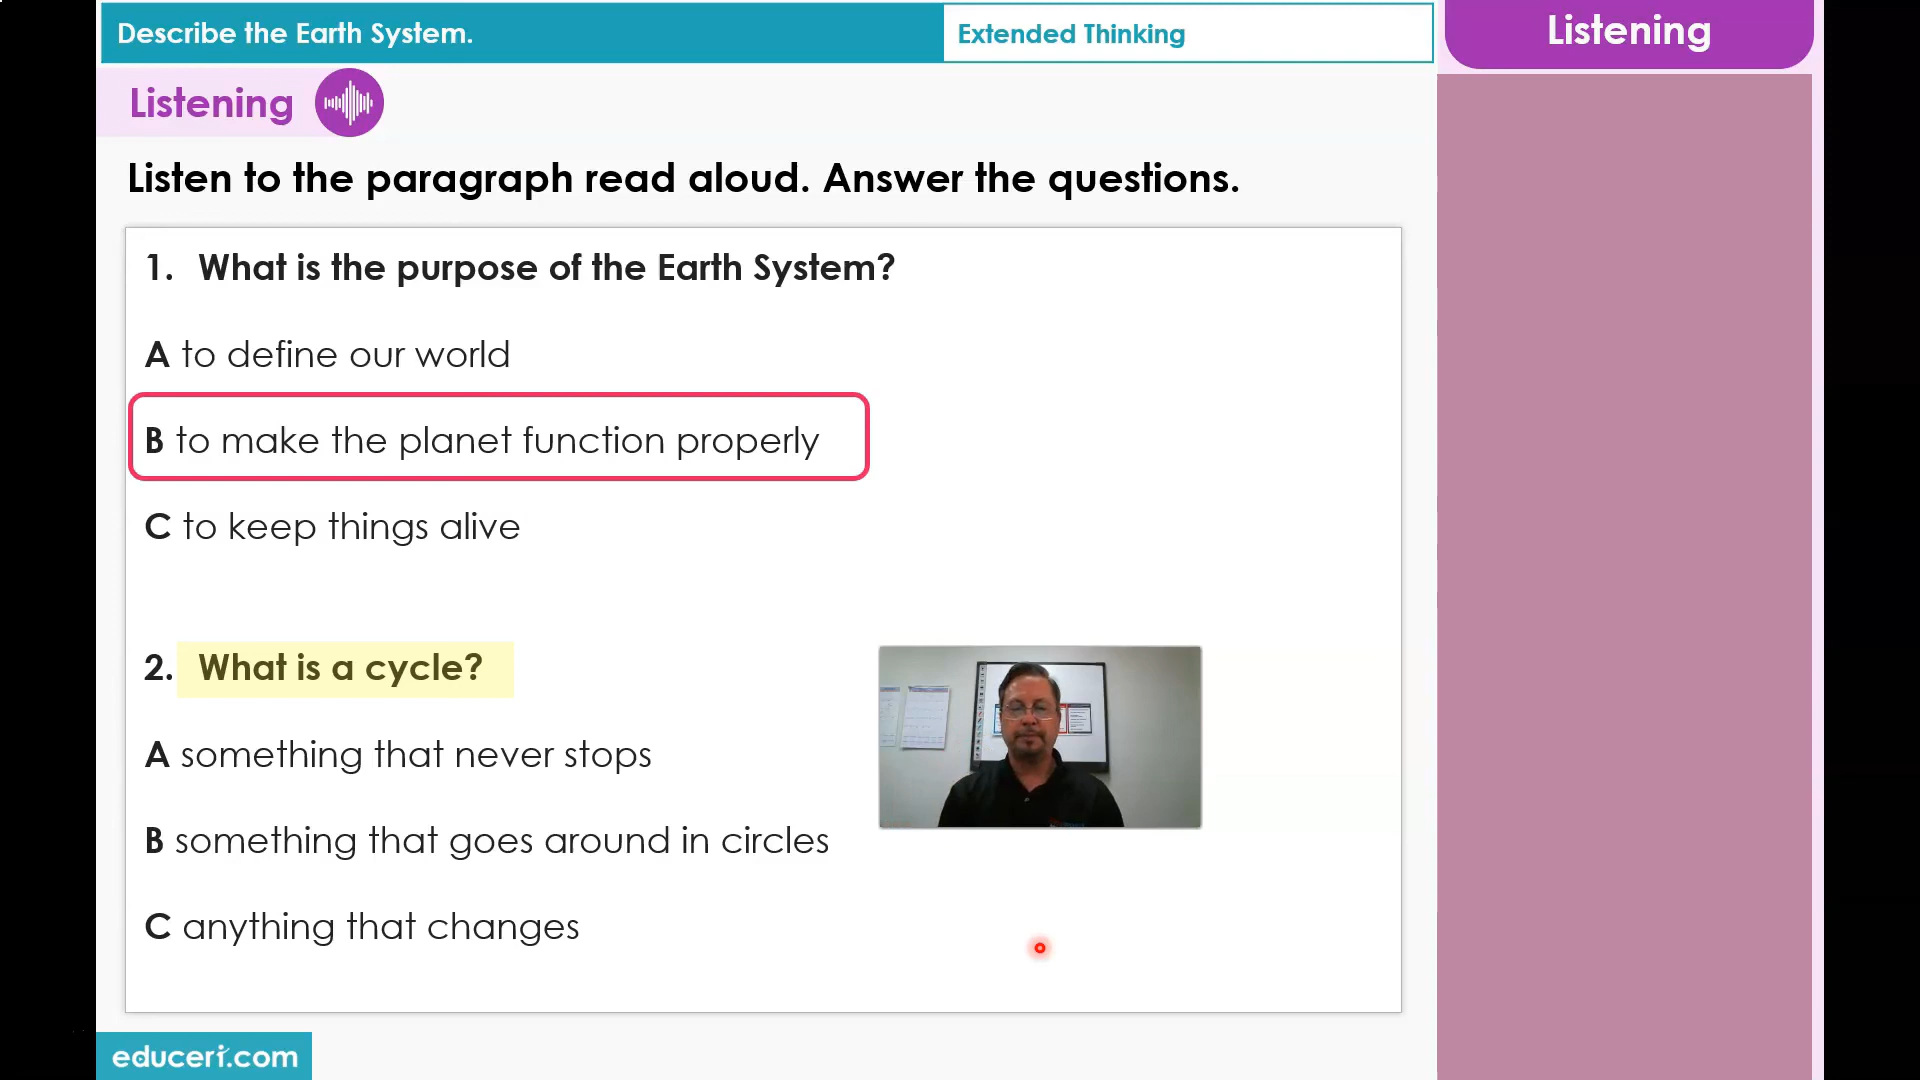 Describe the Earth System.
Extended Thinking
Listening
Listening
Listen to the paragraph read aloud. Answer the questions.
1. What is the purpose of the Earth System?
A to define our world
B to make the planet function properly
C to keep things alive
2. What is a cycle?
A something that never stops
B something that goes around in circles
C anything that changes
educeri.com